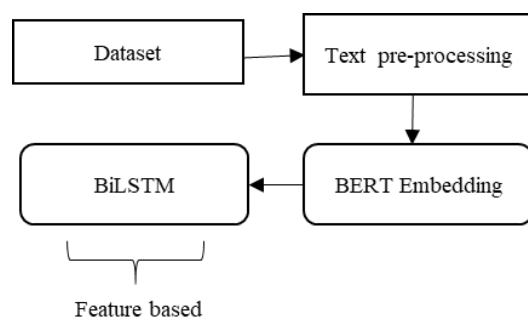 Dataset
Text pre-processing
BiLSTM
BERT Embedding
Feature based